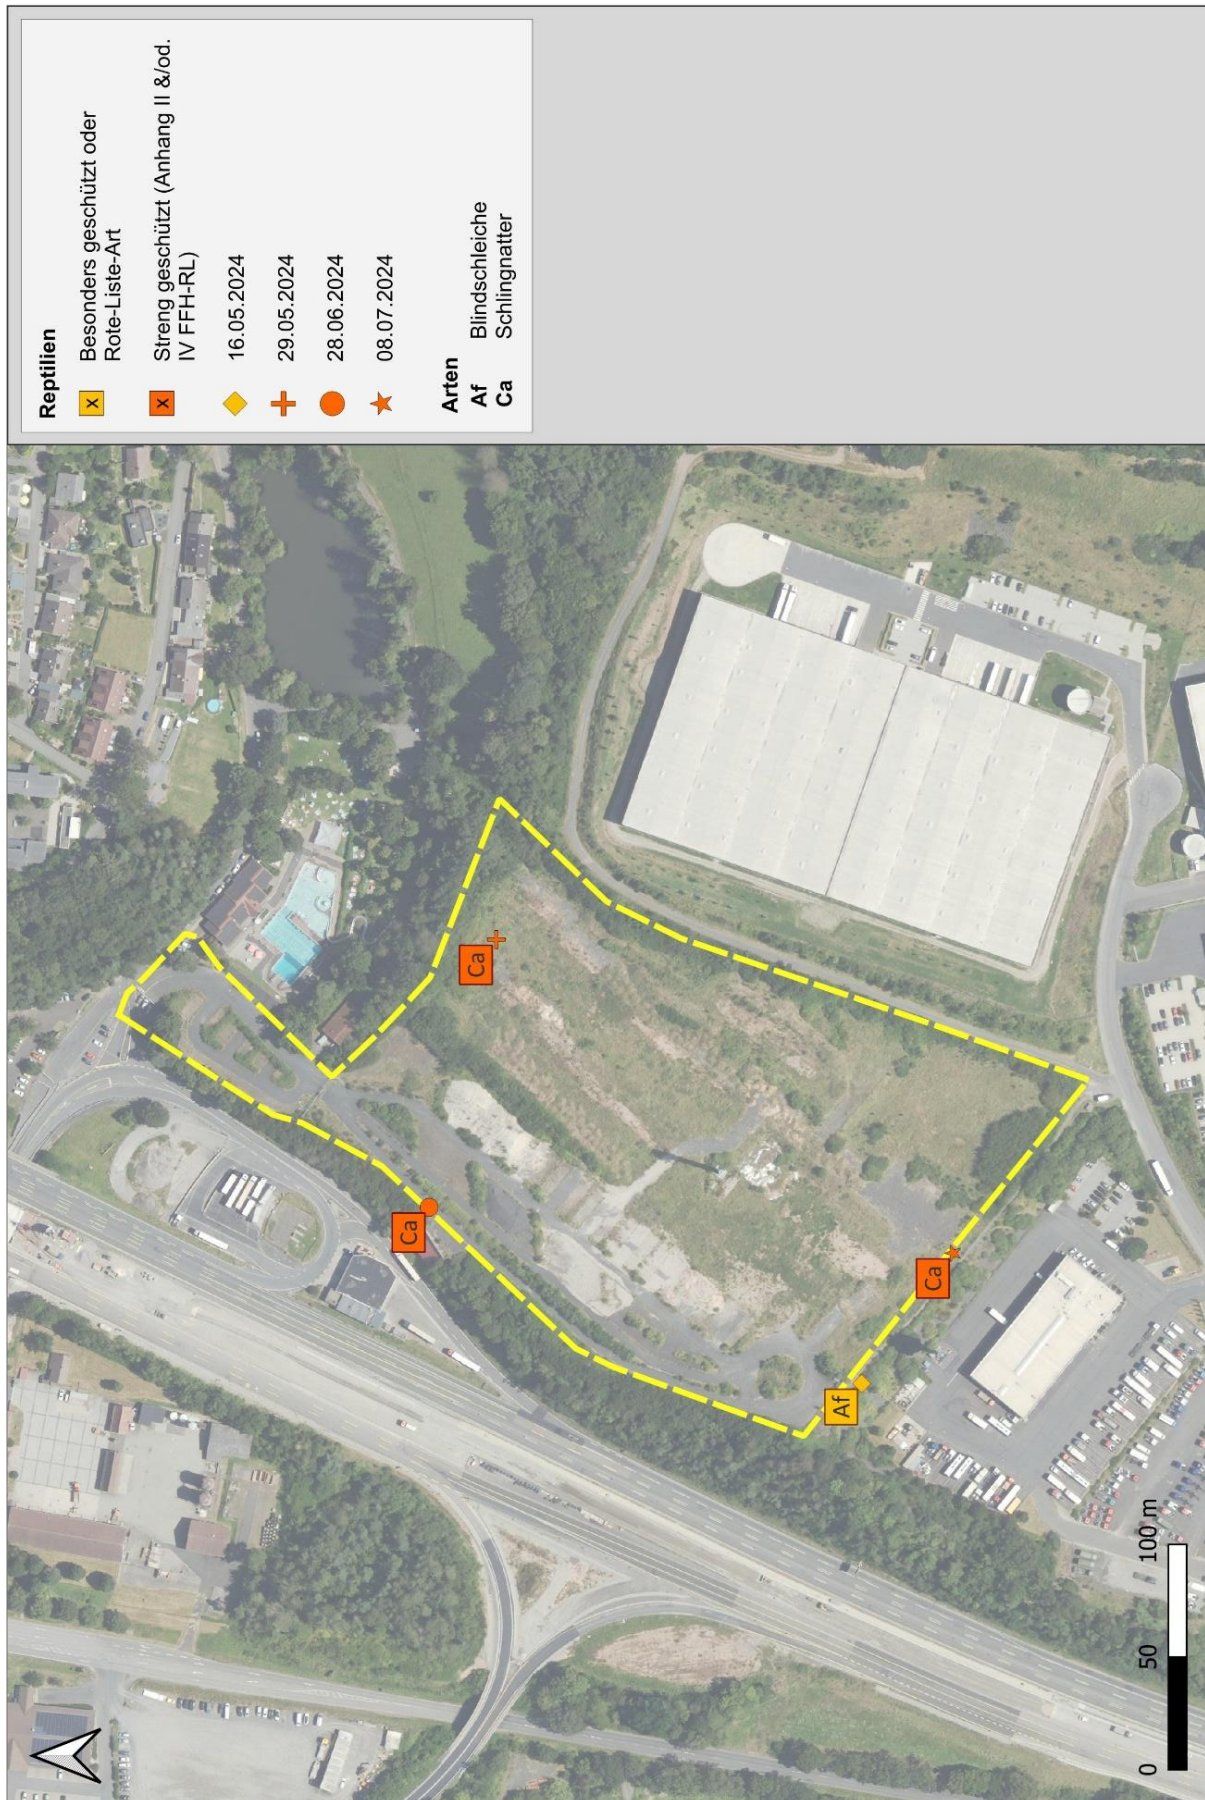 Reptilien
x Besonders geschützt oder
Rote-Liste-Art
x Streng geschützt (Anhang II &/od.
IV FFH-RL)
16.05.2024
29.05.2024
28.06.2024
08.07.2024
Arten
Af Blindschleiche
Ca Schlingnatter
Ca
Ca
Ca
Af
0 50 100 m